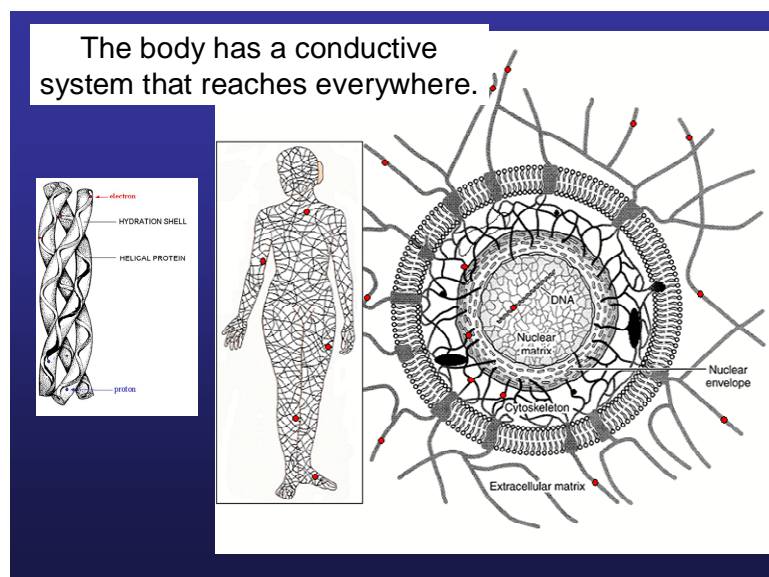 The body has a conductive
system that reaches everywhere.
electron
HYDRATION SHELL
HELICAL PROTEIN
proton
DNA
Nuclear
matrix
Nuclear
envelope
Cytoskeleton
Extracellular matrix